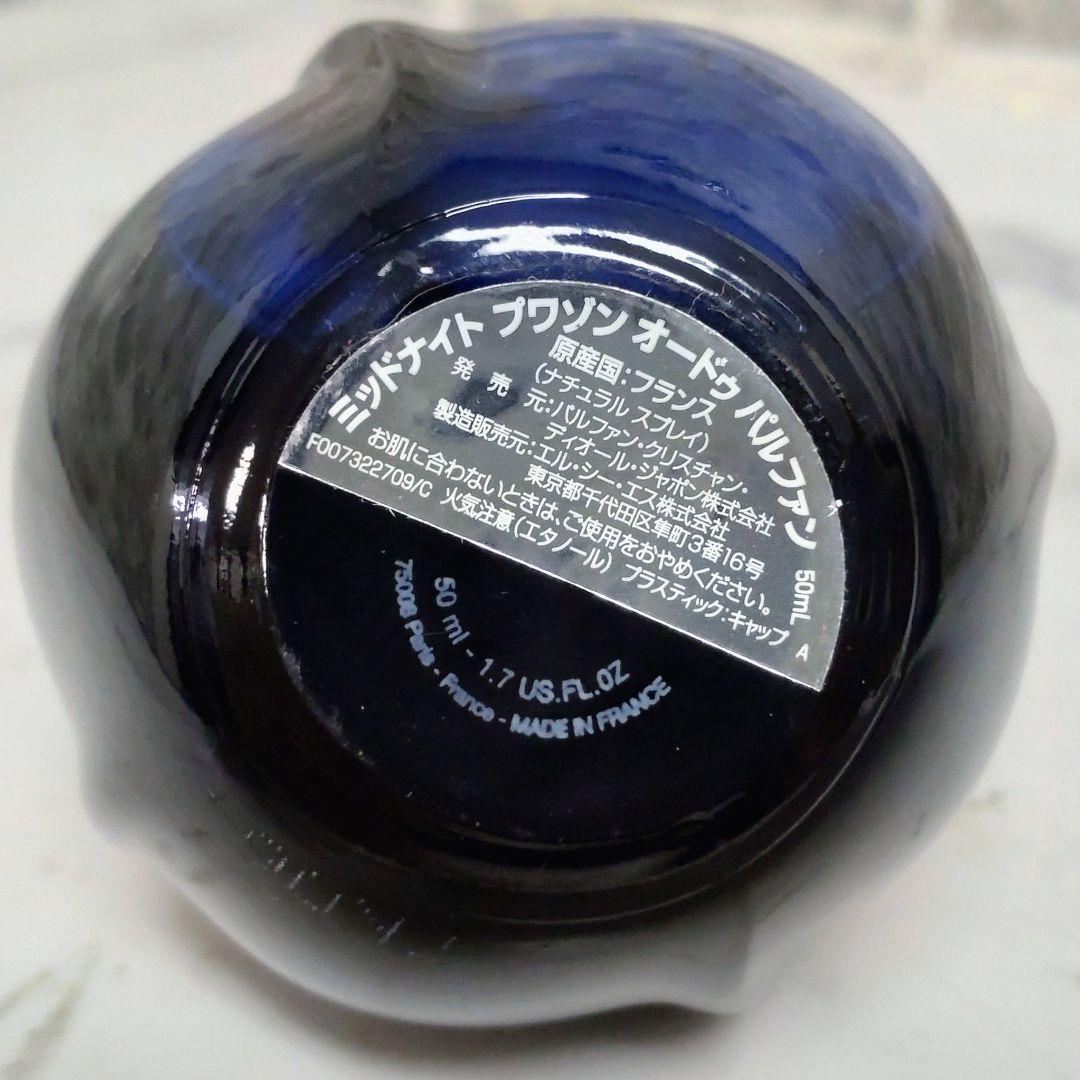 ミッドナイト プワゾン オードゥ パルファン 50mL
原産国:フランス
(ナチュラル スプレイ)
発 売 元:パルファン・クリスチャン・
ディオール・ジャポン株式会社
製造販売元:エル・シー・エス株式会社
東京都千代田区隼町3番16号
お肌に合わないときは、ご使用をおやめください。
F007322709/C 火気注意(エタノール) プラスティック・キャップ A
50 ml - 1.7 US.FL.OZ
75008 Paris - France - MADE IN FRANCE